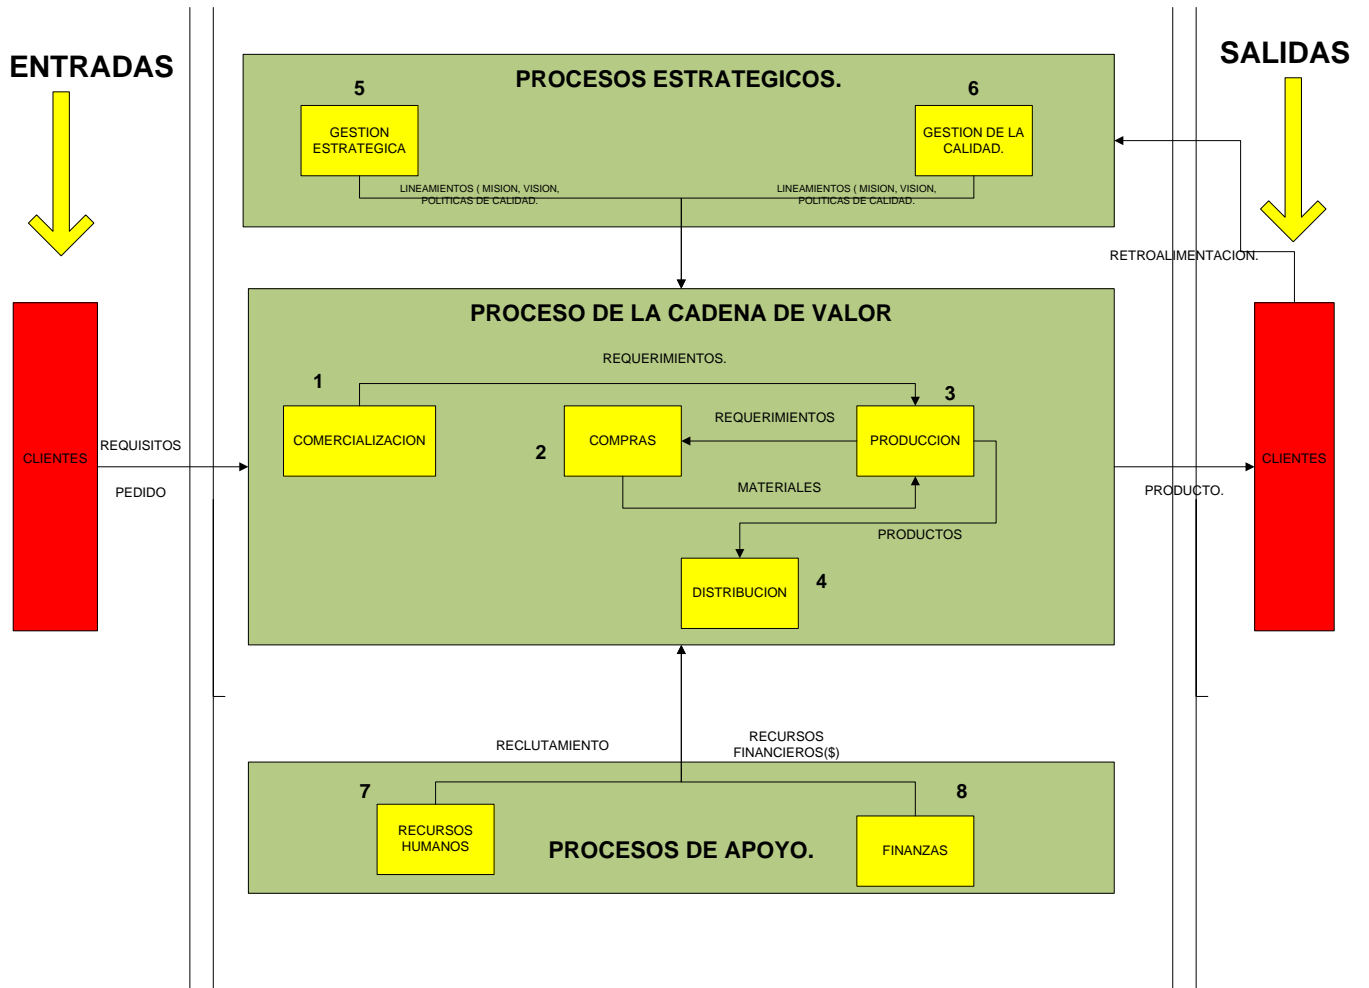 ENTRADAS
SALIDAS
PROCESOS ESTRATEGICOS.
5
6
GESTION
ESTRATEGICA
GESTION DE LA
CALIDAD.
LINEAMIENTOS ( MISION, VISION,
POLITICAS DE CALIDAD.
LINEAMIENTOS ( MISION, VISION,
POLITICAS DE CALIDAD.
RETROALIMENTACION.
PROCESO DE LA CADENA DE VALOR
REQUERIMIENTOS.
1
3
COMERCIALIZACION
COMPRAS
REQUERIMIENTOS
PRODUCCION
2
CLIENTES
REQUISITOS
PEDIDO
MATERIALES
PRODUCTOS
CLIENTES
PRODUCTO.
DISTRIBUCION
4
RECLUTAMIENTO
RECURSOS
FINANCIEROS($)
7
8
RECURSOS
HUMANOS
PROCESOS DE APOYO.
FINANZAS